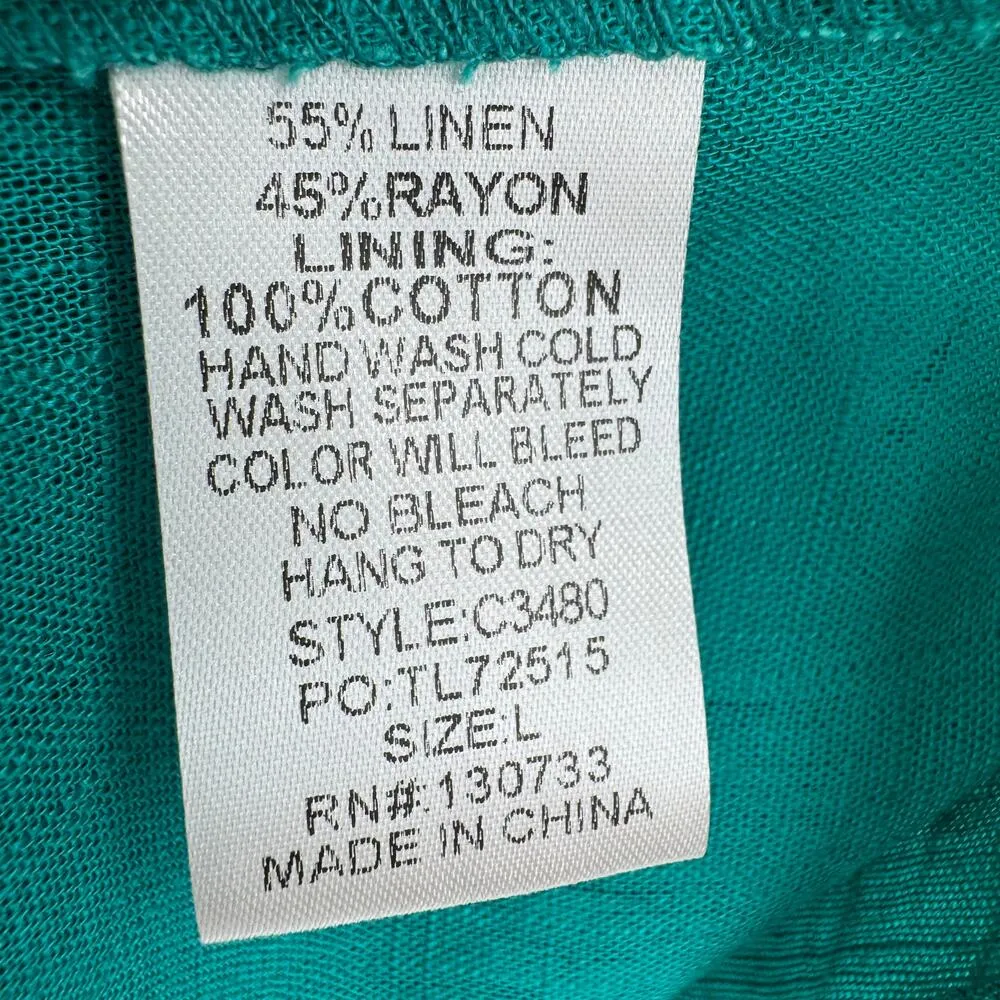 55% LINEN
45%RAYON
LINING:
100%COTTON
HAND WASH COLD
WASH SEPARATELY
COLOR WILL BLEED
NO BLEACH
HANG TO DRY
STYLE:C3480
PO:TL72515
SIZE:L
RN#:130733
MADE IN CHINA